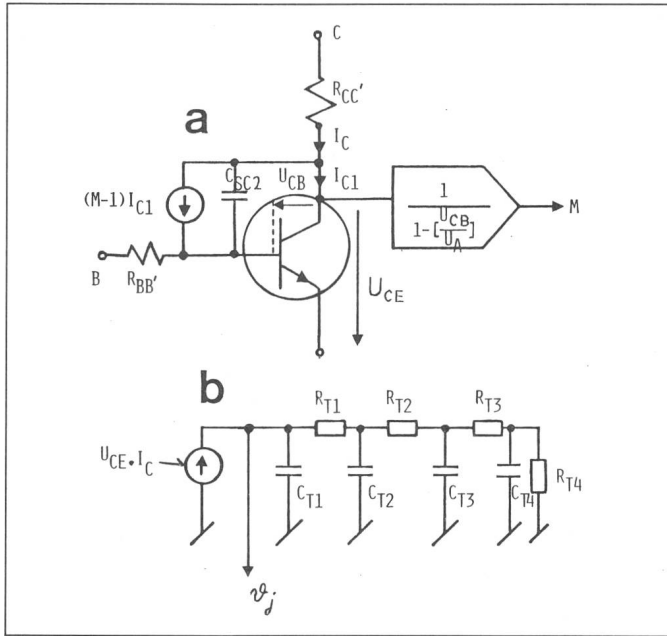 C
R_CC'
a
I_C
C_SC2
U_CB
I_C1
(M-1)I_C1
1
1-[U_CB/U_A]
M
B
R_BB'
U_CE
b
R_T1
R_T2
R_T3
U_CE·I_C
C_T1
C_T2
C_T3
C_T4
R_T4
ϑ_j